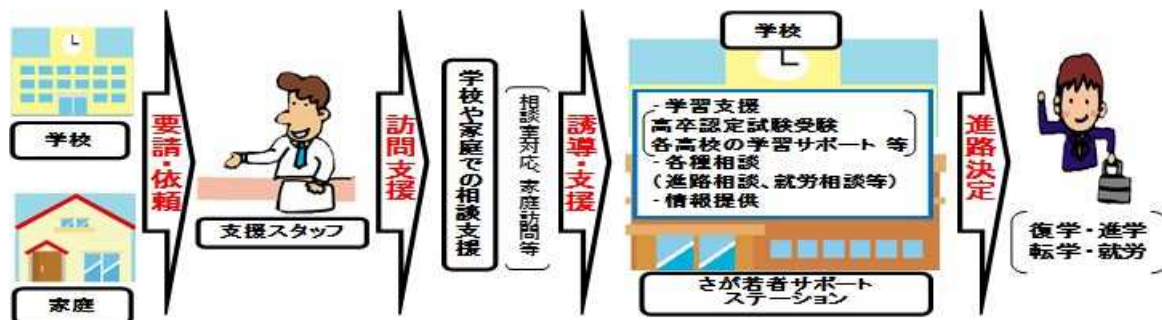 学校
家庭
要請・依頼
支援スタッフ
訪問支援
学校や家庭での相談支援
相談室対応、家庭訪問等
誘導・支援
学校
・学習支援
高卒認定試験受験
各高校の学習サポート 等
・各種相談
（進路相談、就労相談等）
・情報提供
さが若者サポート
ステーション
進路決定
復学・進学
転学・就労